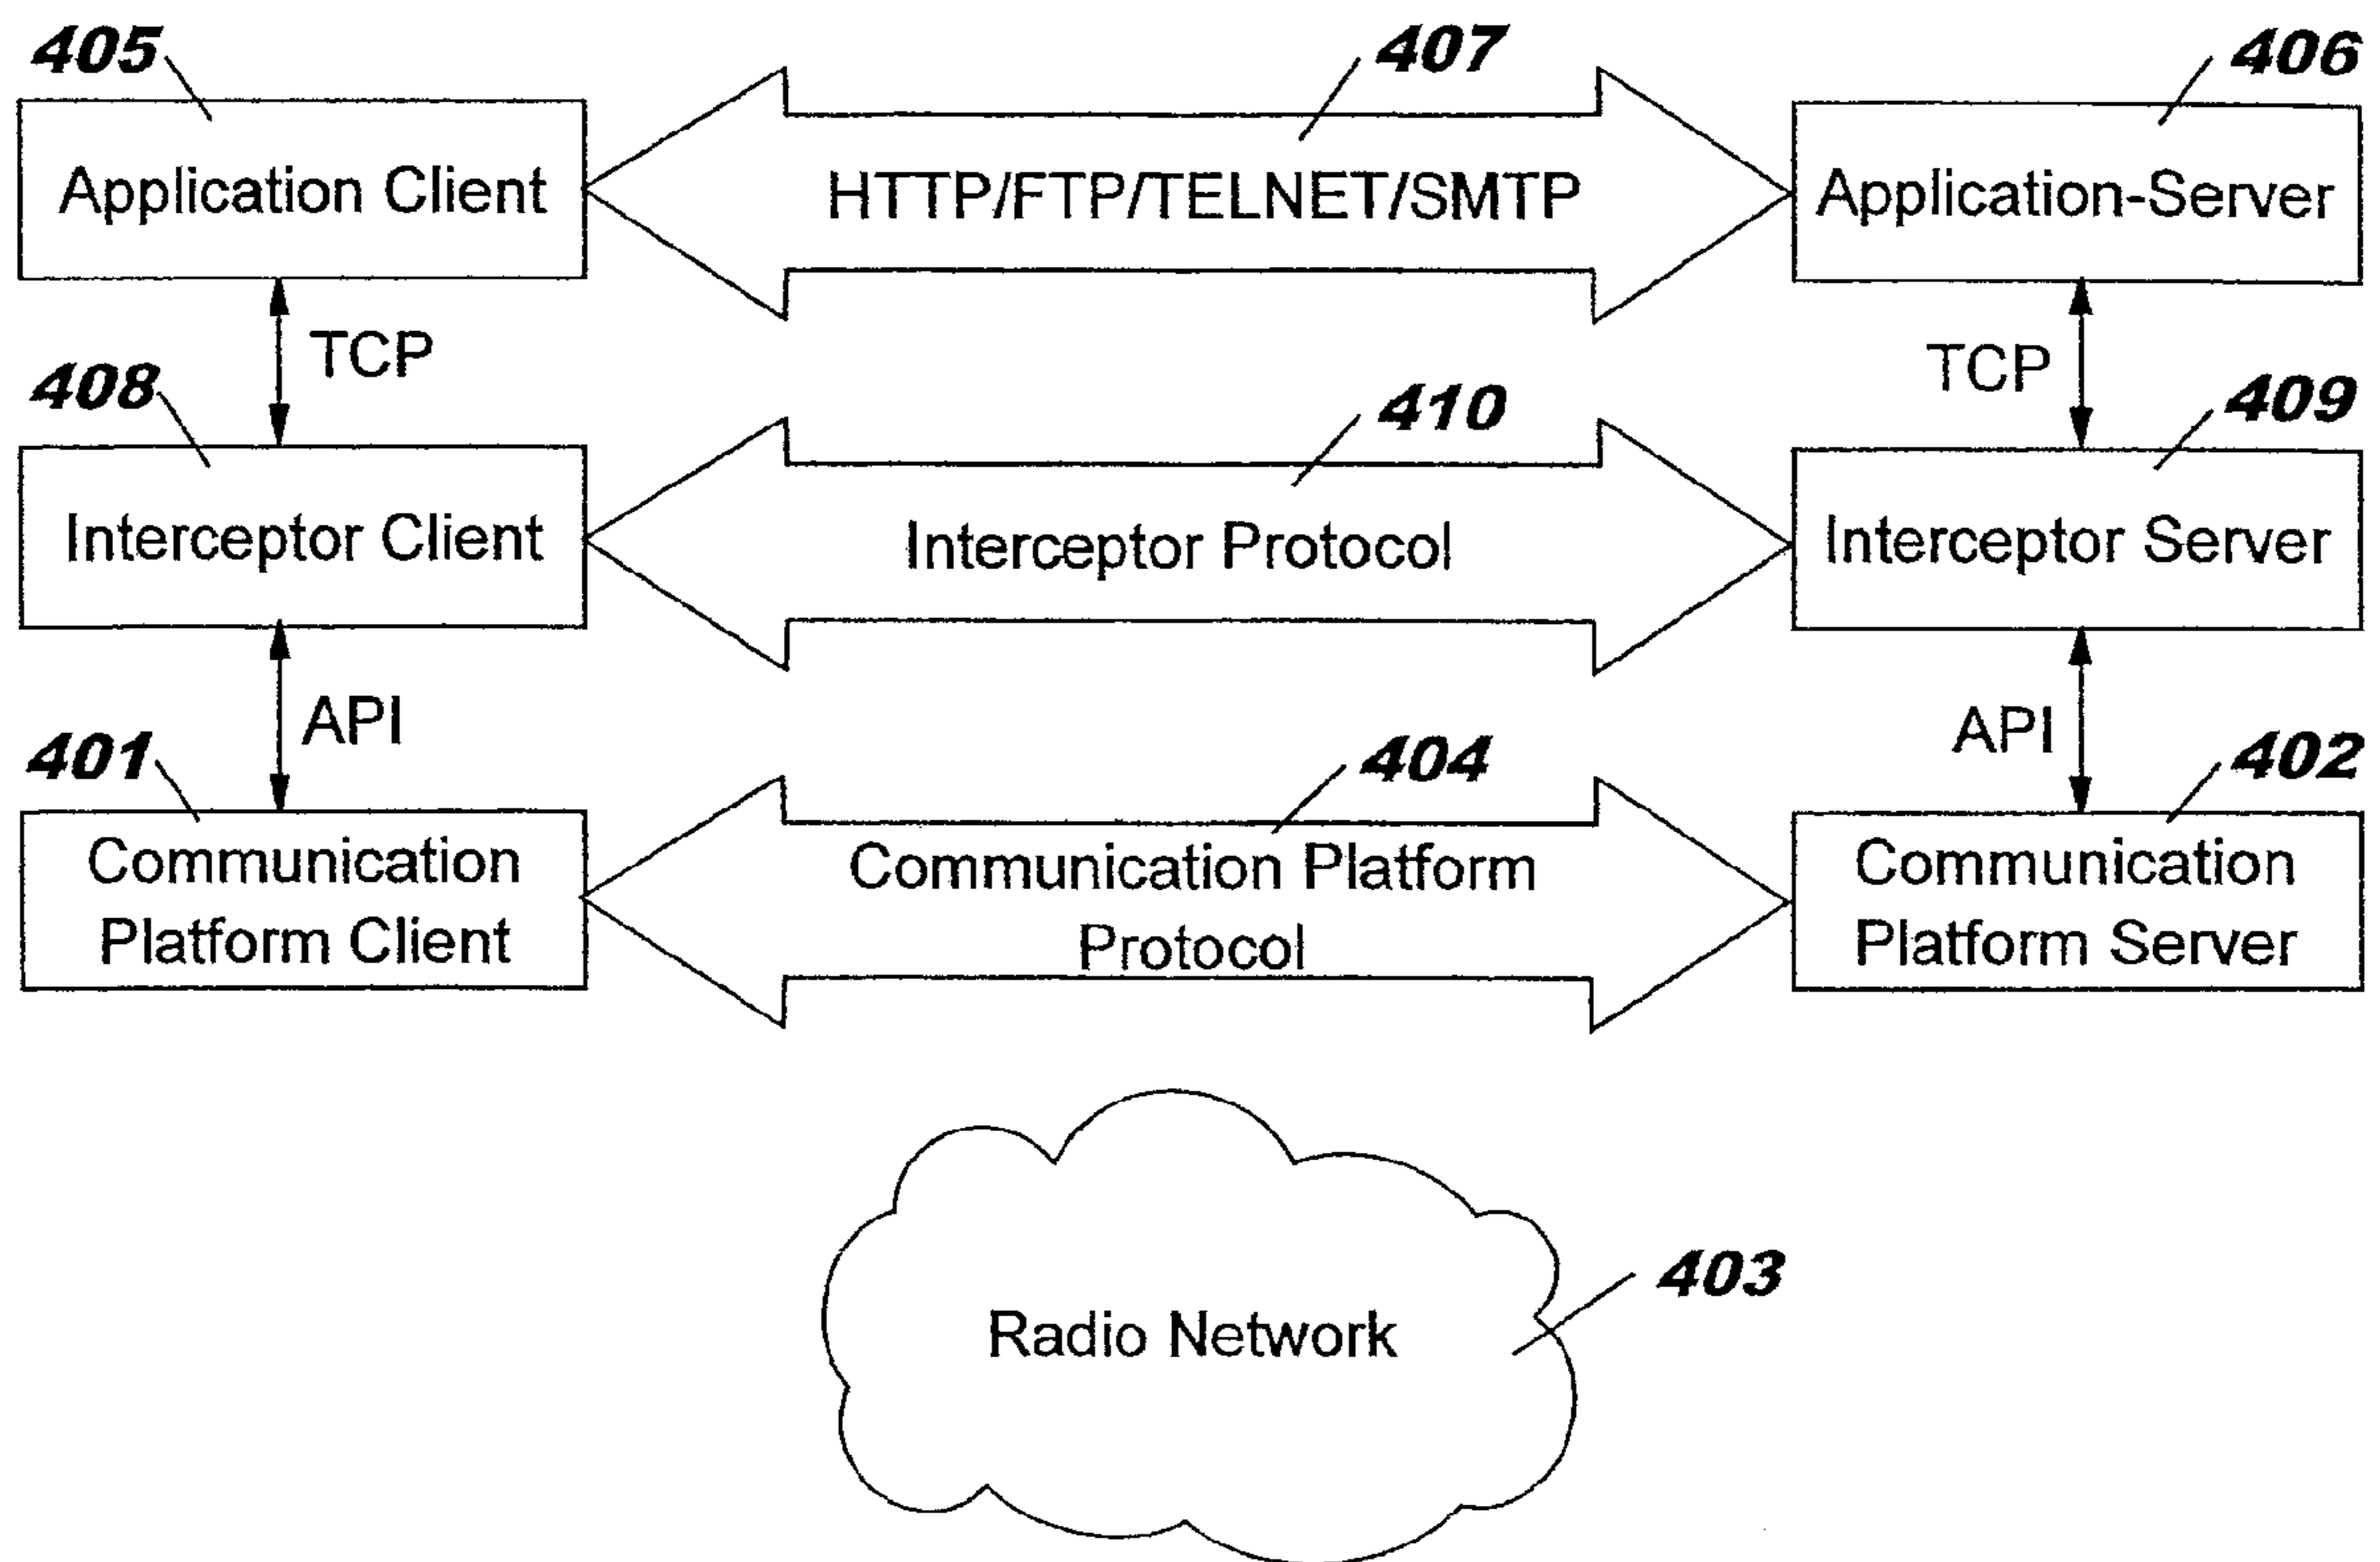 405
407
406
Application Client
HTTP/FTP/TELNET/SMTP
Application-Server
TCP
TCP
408
410
409
Interceptor Client
Interceptor Protocol
Interceptor Server
API
API
401
404
402
Communication
Platform Client
Communication Platform
Protocol
Communication
Platform Server
403
Radio Network